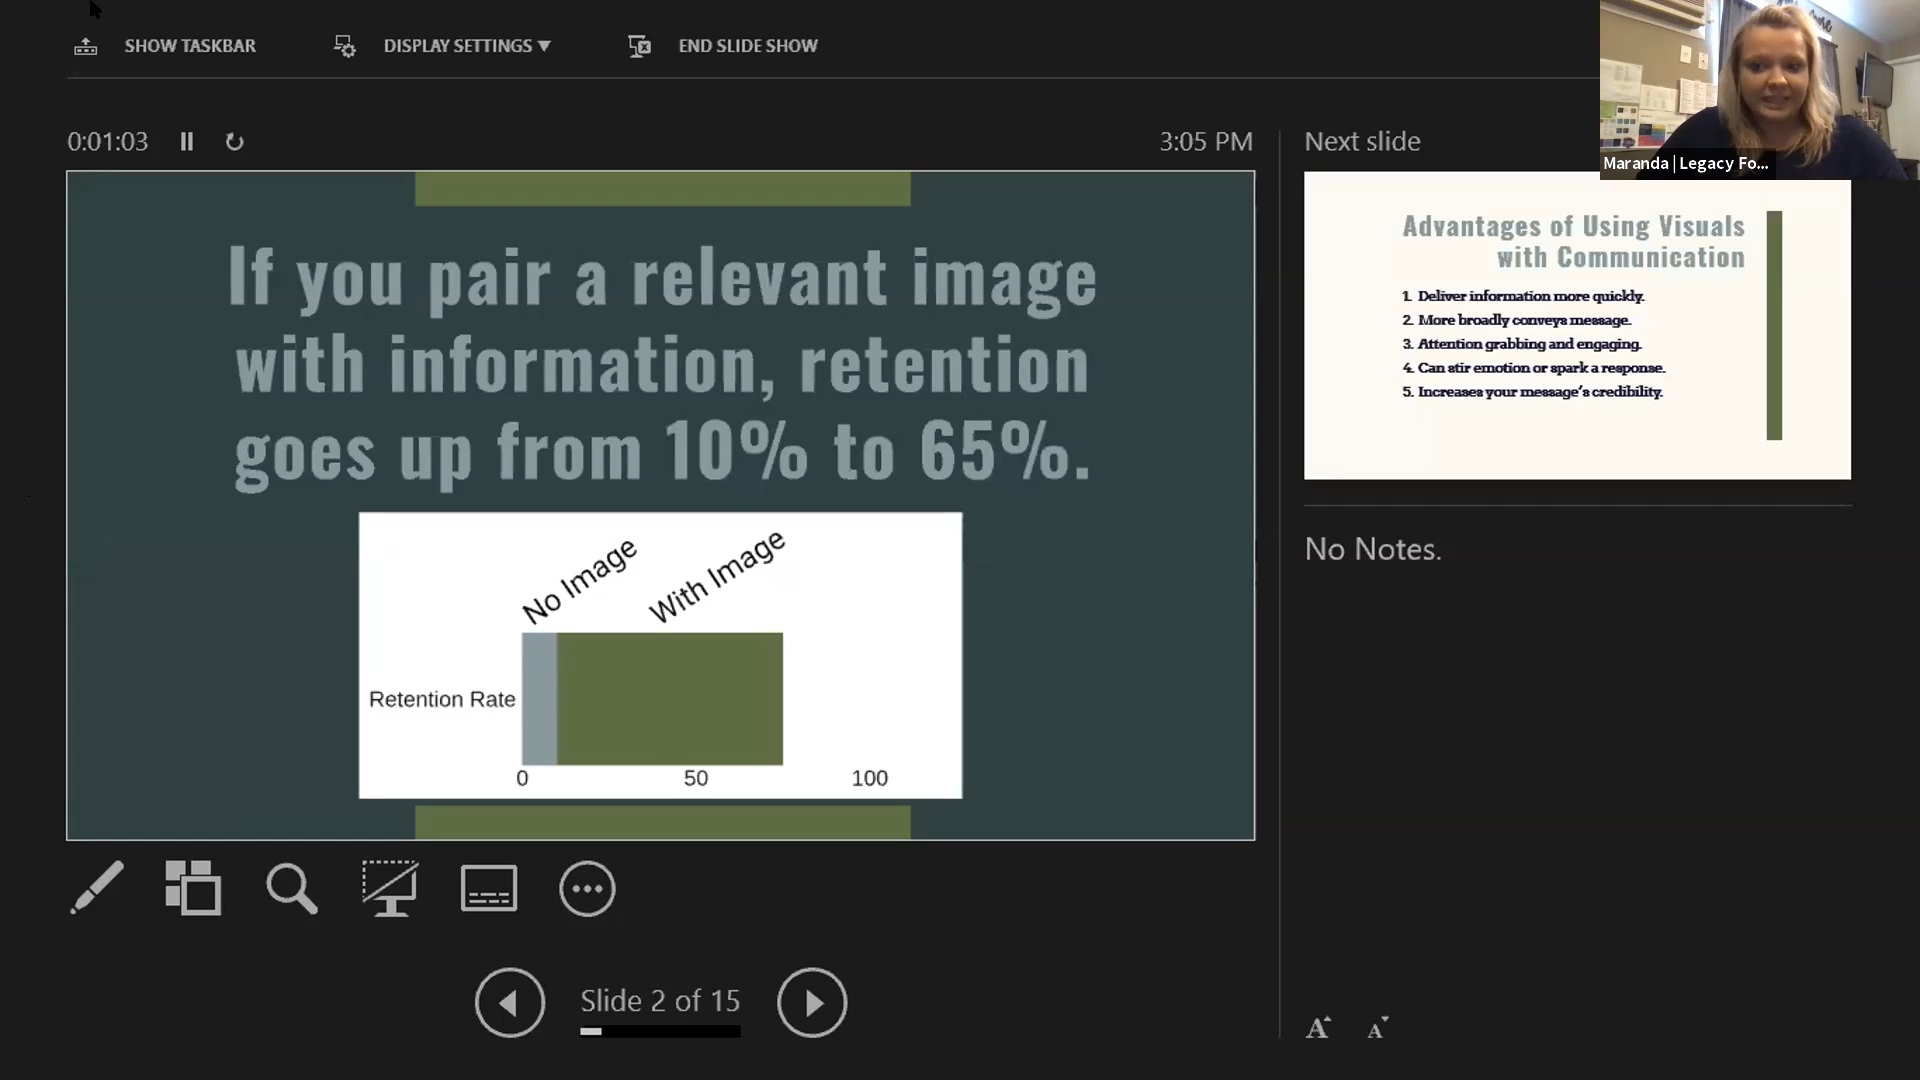 SHOW TASKBAR
DISPLAY SETTINGS
END SLIDE SHOW
0:01:03
3:05 PM
Next slide
Maranda | Legacy Fo...
If you pair a relevant image
with information, retention
goes up from 10% to 65%.
No Image
With Image
Retention Rate
0
50
100
Advantages of Using Visuals
with Communication
1. Deliver information more quickly.
2. More broadly conveys message.
3. Attention grabbing and engaging.
4. Can stir emotion or spark a response.
5. Increases your message's credibility.
No Notes.
Slide 2 of 15
A
A